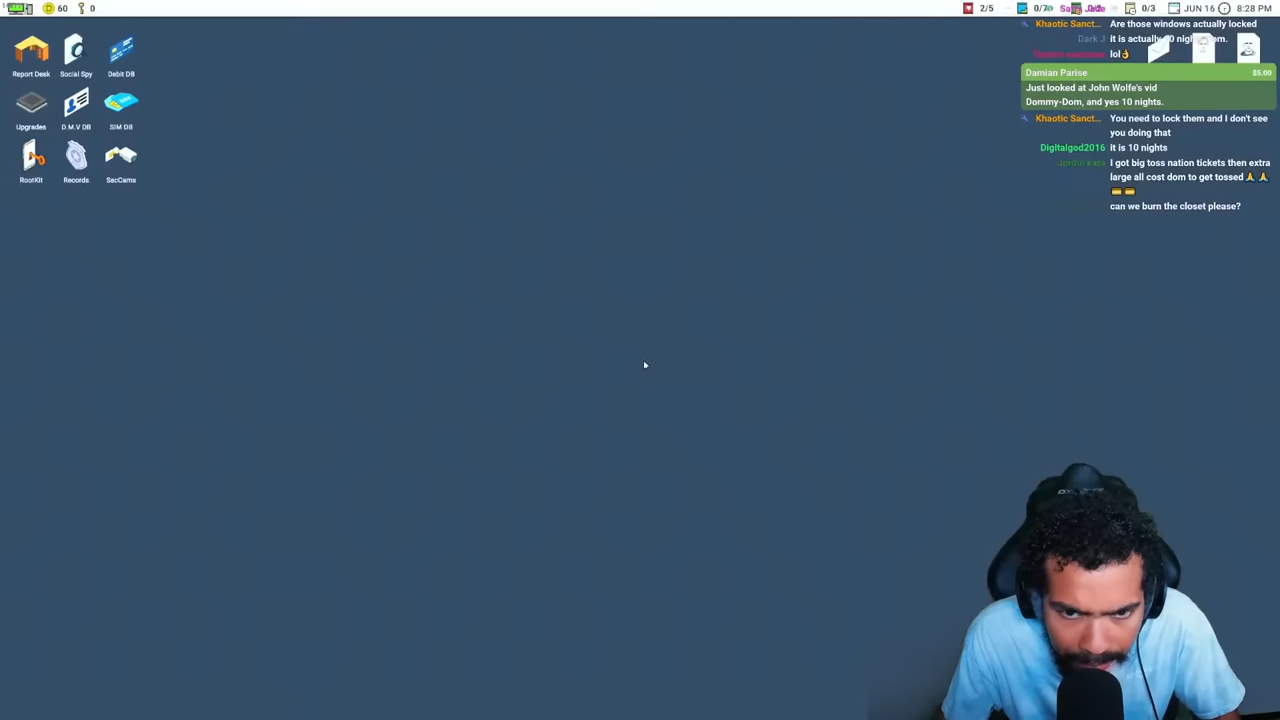 60
0
2/5
0/7
0/3
JUN 16
8:28 PM
Report Desk
Social Spy
Debit DB
Upgrades
D.M.V DB
SIM DB
RootKit
Records
SecCams
Khaotic Sanct... Are those windows actually locked
Dark J it is actually
lol👌
Damian Parise $5.00
Just looked at John Wolfe's vid
Dommy-Dom, and yes 10 nights.
Khaotic Sanct... You need to lock them and I don't see
you doing that
Digitalgod2016 it is 10 nights
I got big toss nation tickets then extra
large all cost dom to get tossed🙏🙏
💳💳
can we burn the closet please?